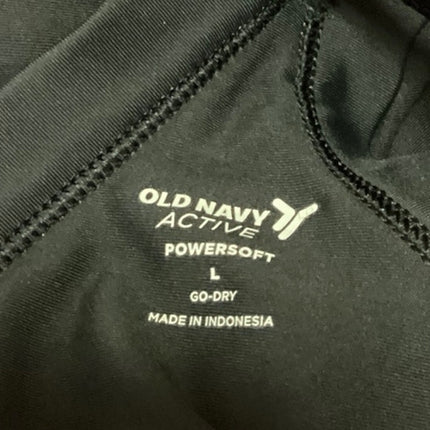 OLD NAVY
ACTIVE
POWERSOFT
L
GO-DRY
MADE IN INDONESIA